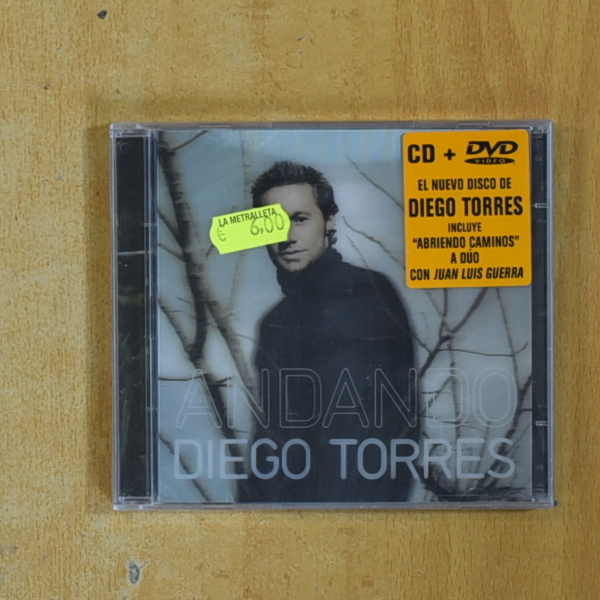 CD + DVD
VIDEO
EL NUEVO DISCO DE
DIEGO TORRES
INCLUYE
"ABRIENDO CAMINOS"
A DÚO
CON JUAN LUIS GUERRA
LA METRALLETA
€ 6,00
ANDANDO
DIEGO TORRES